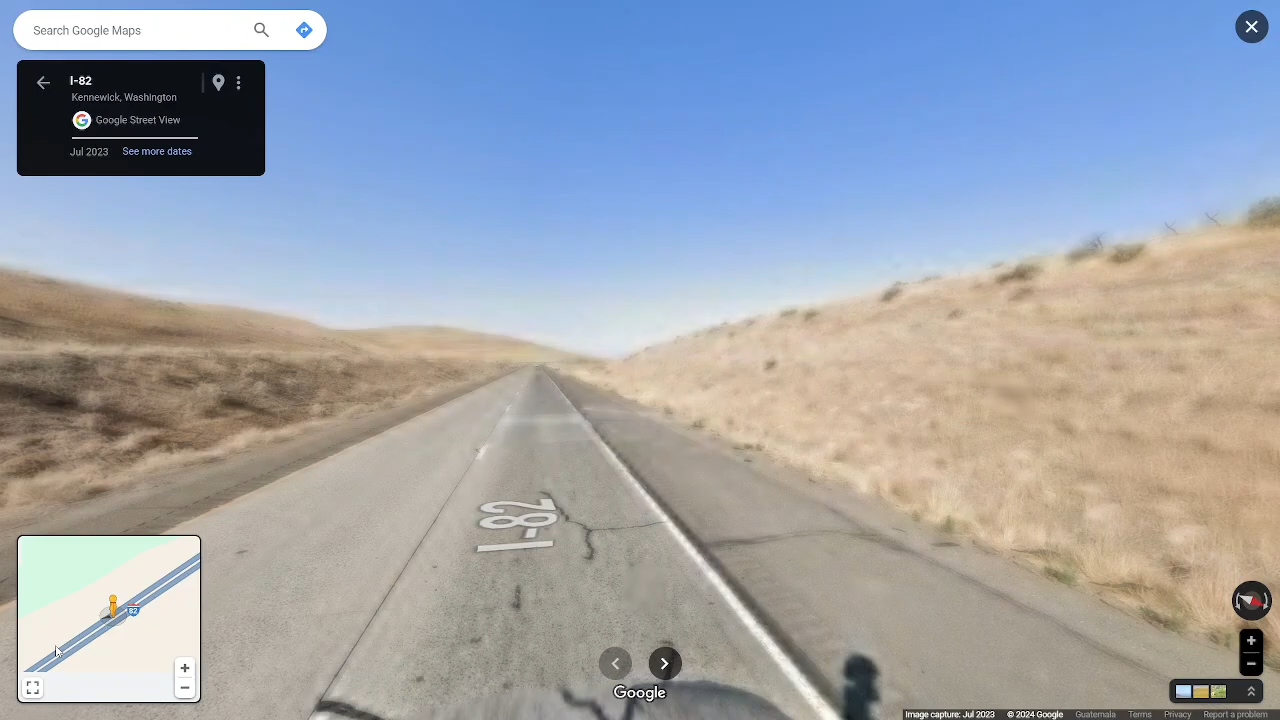 Search Google Maps
I-82
Kennewick, Washington
Google Street View
Jul 2023 See more dates
I-82
82
Google
Image capture: Jul 2023 © 2024 Google Guatemala Terms Privacy Report a problem